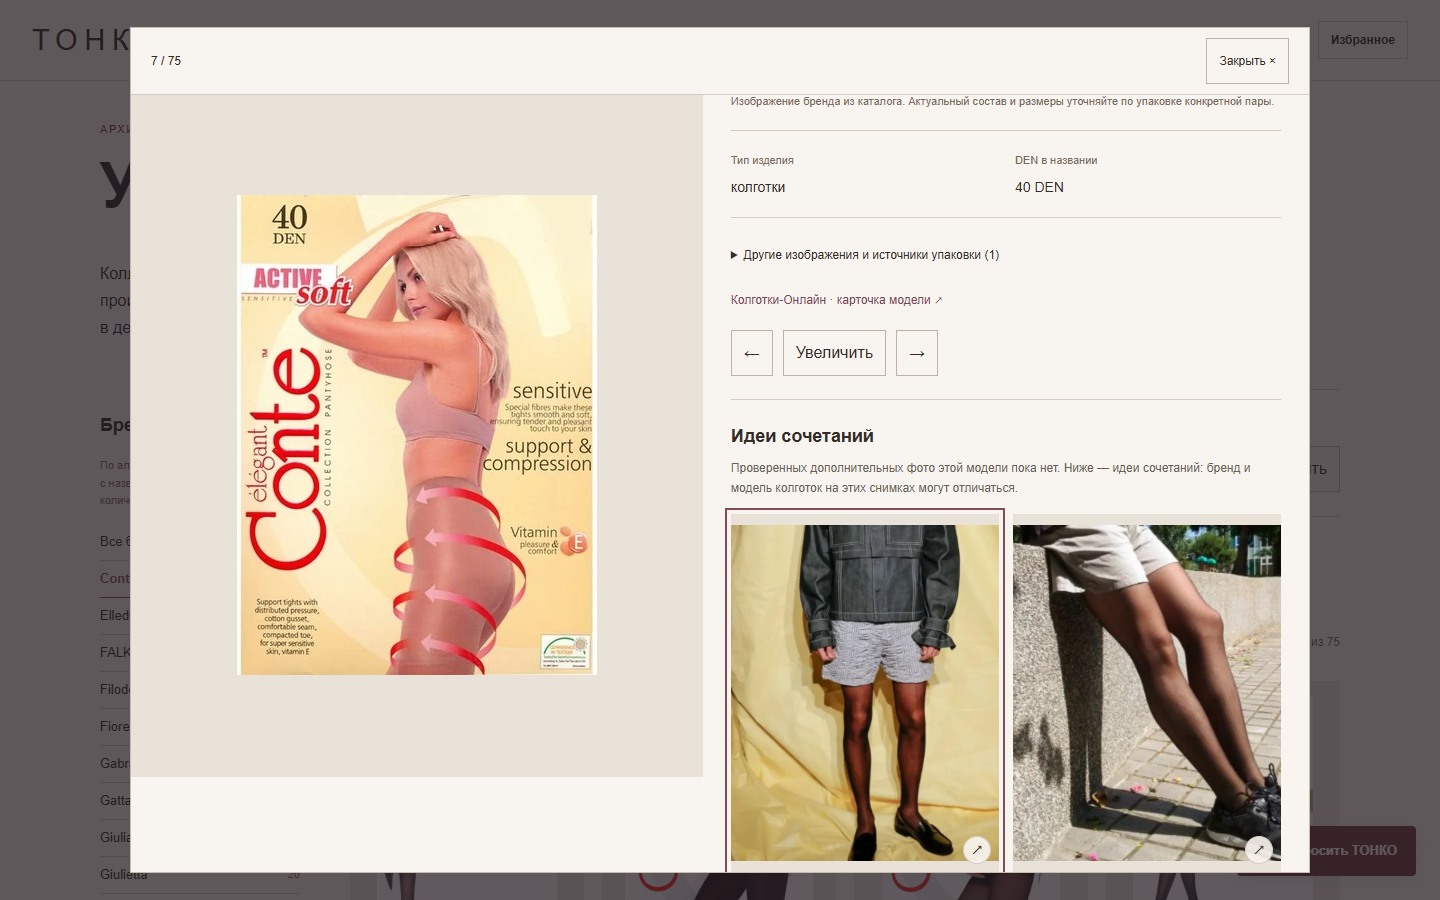 ТОНК
7 / 75
Закрыть ×
Избранное
Изображение бренда из каталога. Актуальный состав и размеры уточняйте по упаковке конкретной пары.
Тип изделия
колготки
DEN в названии
40 DEN
▶ Другие изображения и источники упаковки (1)
Колготки-Онлайн · карточка модели ↗
←
Увеличить
→
Идеи сочетаний
Проверенных дополнительных фото этой модели пока нет. Ниже — идеи сочетаний: бренд и
модель колготок на этих снимках могут отличаться.
↗
↗
40
DEN
ACTIVE
SENSITIVE
soft
élégant
Conte™
COLLECTION PANTYHOSE
sensitive
Special fibres make these
tights smooth and soft,
ensuring tender and pleasant
touch to your skin
support &
compression
Vitamin
E
pleasure &
comfort
Support tights with
distributed pressure,
cotton gusset,
comfortable seam,
compacted toe,
for super sensitive
skin, vitamin E
АРХИ
У
Кол
прои
в де
Бре
По ал
с назв
количе
Все б
Cont
Elled
FALK
Filod
Fiore
Gabr
Gatta
Giulia
Giulietta
20
ть
из 75
осить ТОНКО